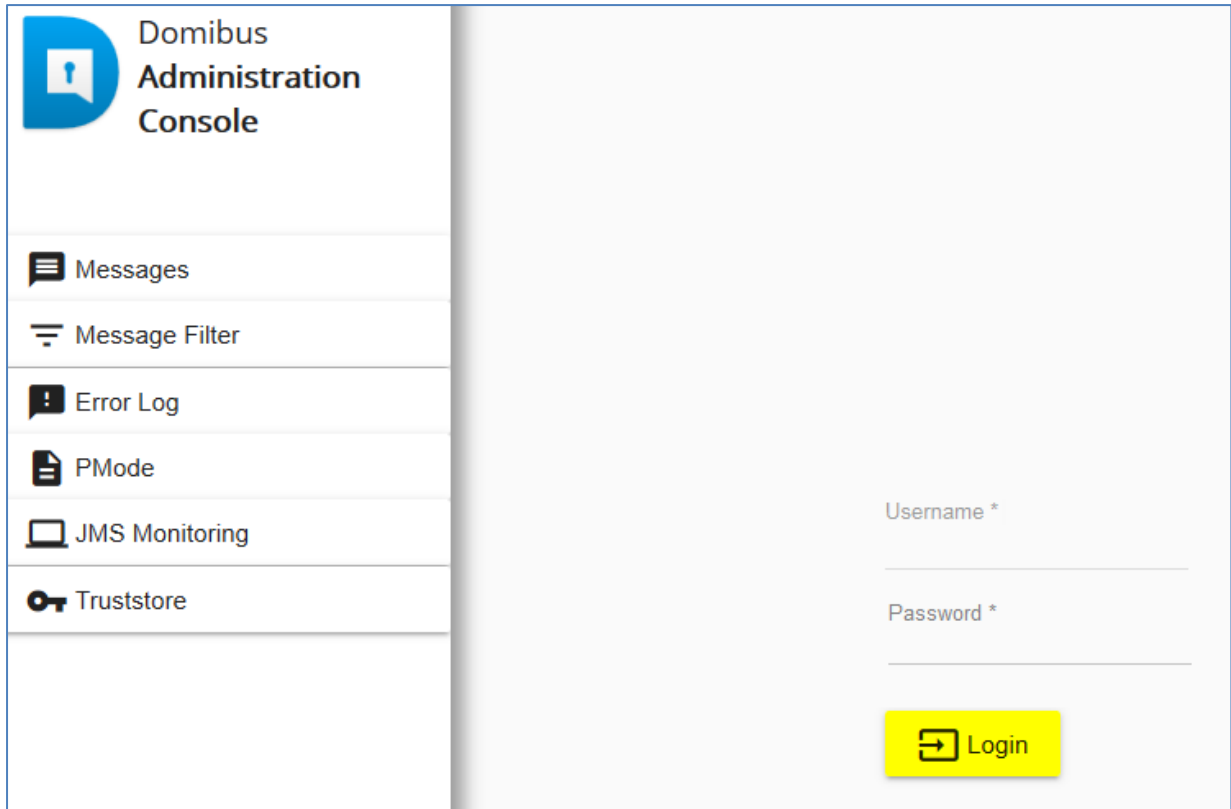 Domibus
Administration
Console
Messages
Message Filter
Error Log
PMode
JMS Monitoring
Truststore
Username *
Password *
Login